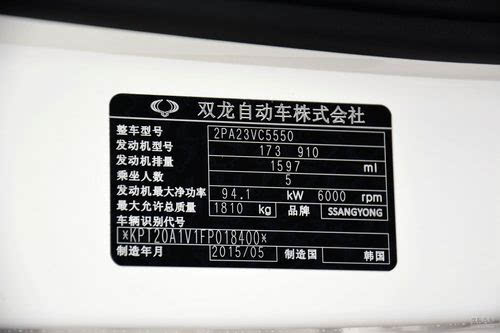 双龙自动车株式会社
整车型号 2PA23VC5550
发动机型号 173 910
发动机排量 1597 ml
乘坐人数 5
发动机最大净功率 94.1 kW 6000 rpm
最大允许总质量 1810 kg 品牌 SSANGYONG
车辆识别代号
*KPT20A1V1FP018400*
制造年月 2015/05 制造国 韩国